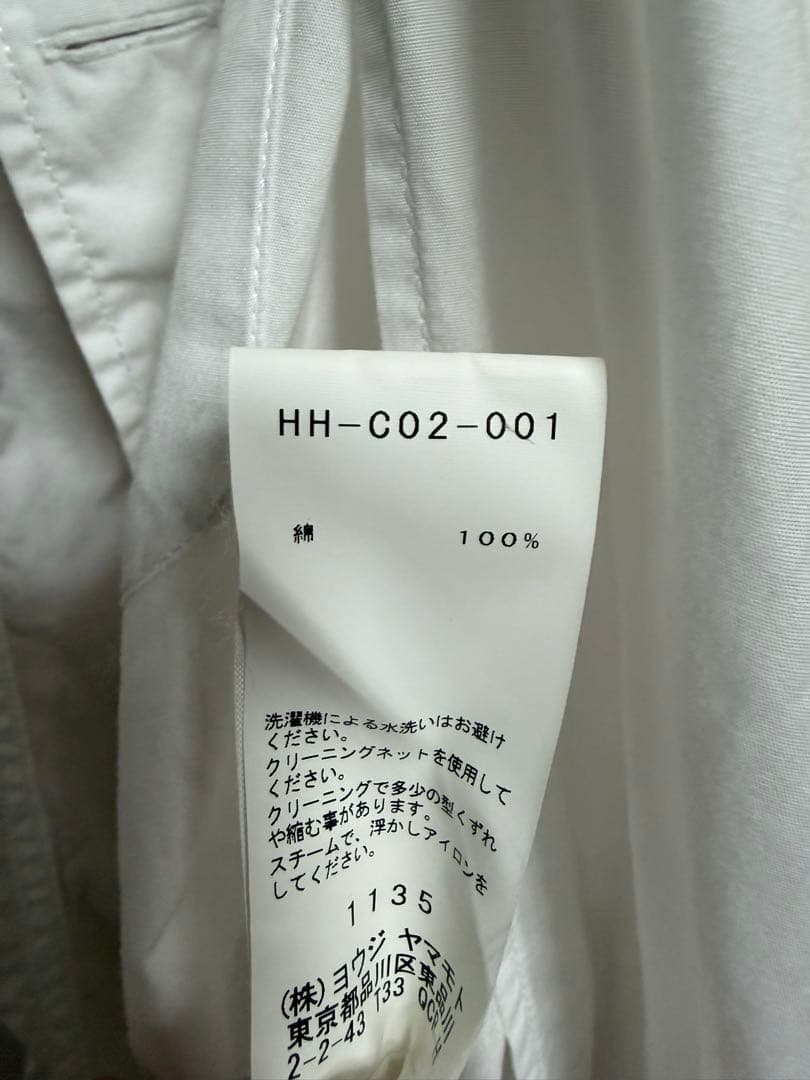 HH-C02-001
綿 100%
洗濯機による水洗いはお避け
ください。
クリーニングネットを使用して
ください。
クリーニングで多少の型くずれ
や縮む事があります。
スチームで、浮かしアイロンを
してください。
1135
(株)ヨウジ ヤマモト
東京都品川区東品川
2-2-43 T33 QCD